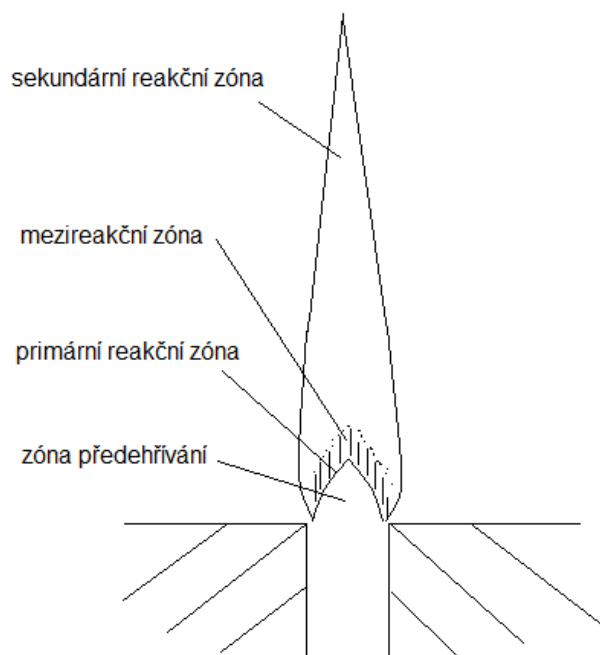 sekundární reakční zóna
mezireakční zóna
primární reakční zóna
zóna předehřívání